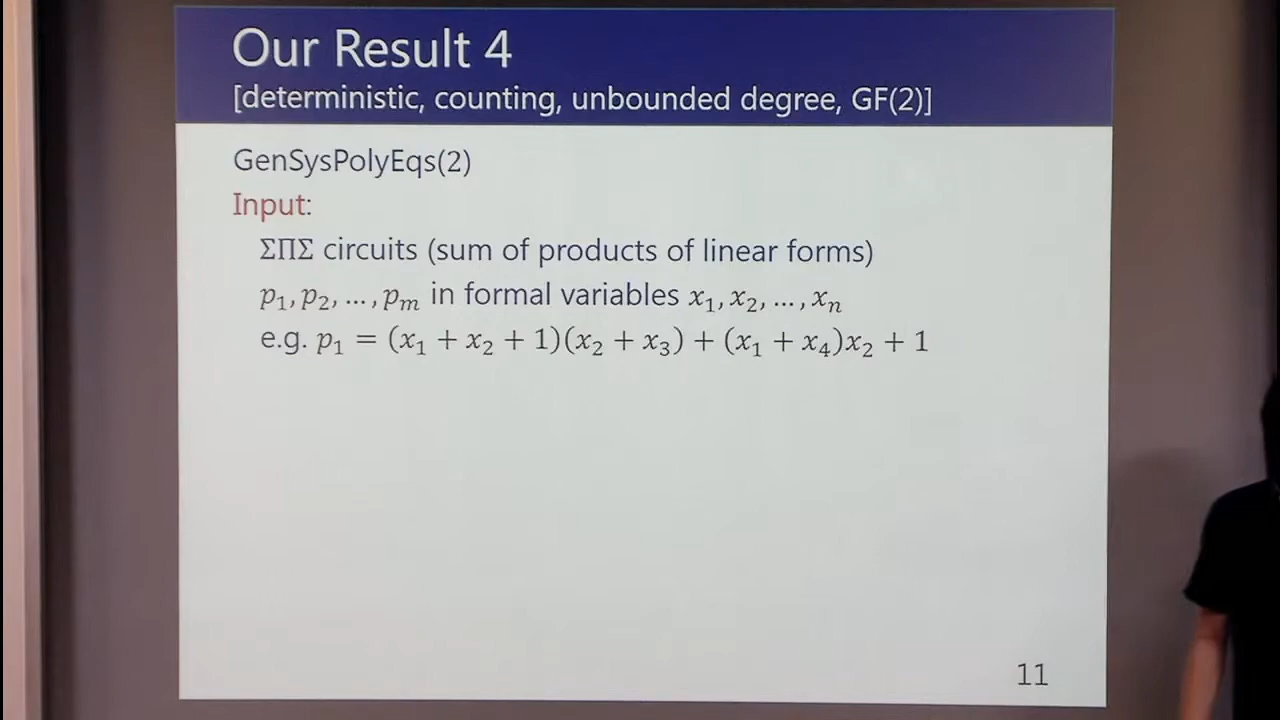 Our Result 4
[deterministic, counting, unbounded degree, GF(2)]
GenSysPolyEqs(2)
Input:
ΣΠΣ circuits (sum of products of linear forms)
p₁, p₂, … , pₘ in formal variables x₁, x₂, … , xₙ
e.g. p₁ = (x₁ + x₂ + 1)(x₂ + x₃) + (x₁ + x₄)x₂ + 1
11